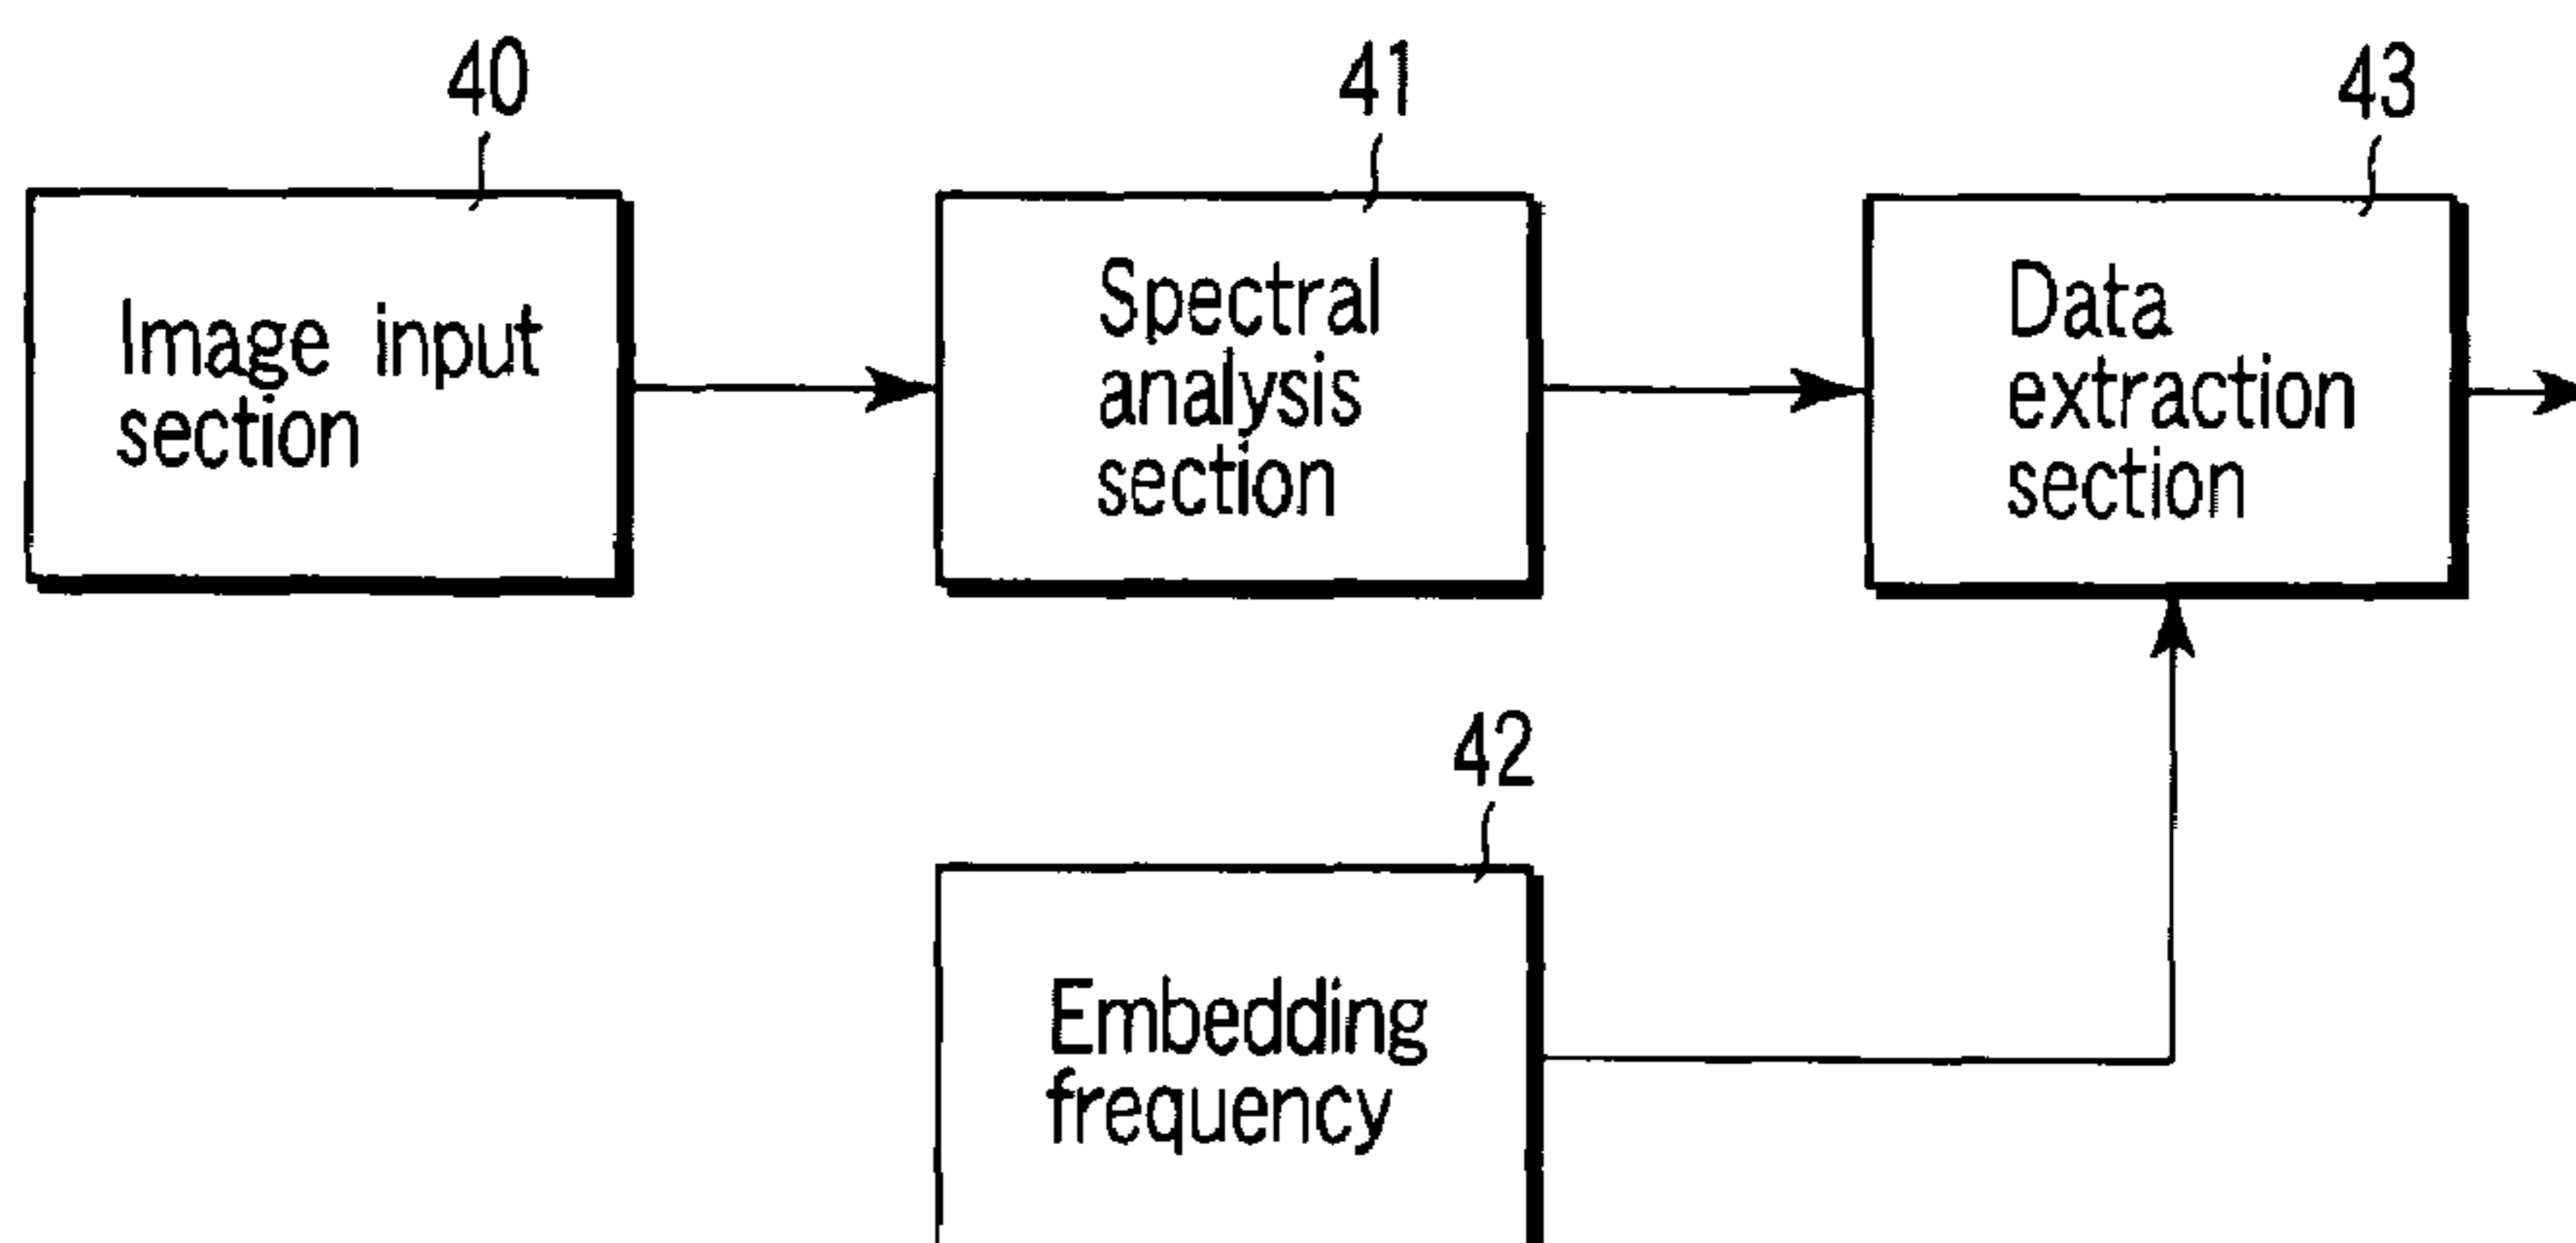 40
Image input
section
41
Spectral
analysis
section
43
Data
extraction
section
42
Embedding
frequency